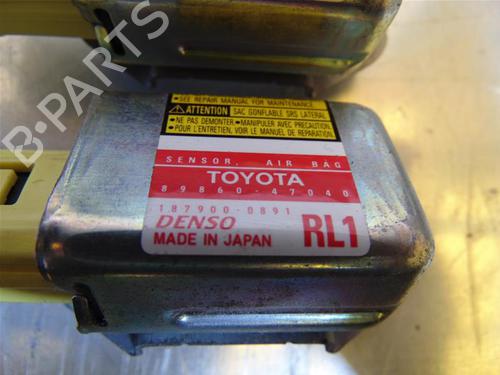 •SEE REPAIR MANUAL FOR MAINTENANCE.
⚠ATTENTION SAC GONFLABLE SRS LATERAL
•NE PAS DEMONTER •MANIPULER AVEC PRECAUTION.
•POUR L'ENTRETIEN, VOIR LE MANUEL DE REPARATION.
SENSOR, AIR BAG
TOYOTA
89860-47040
187900-0891
DENSO
MADE IN JAPAN
RL1
B-PARTS